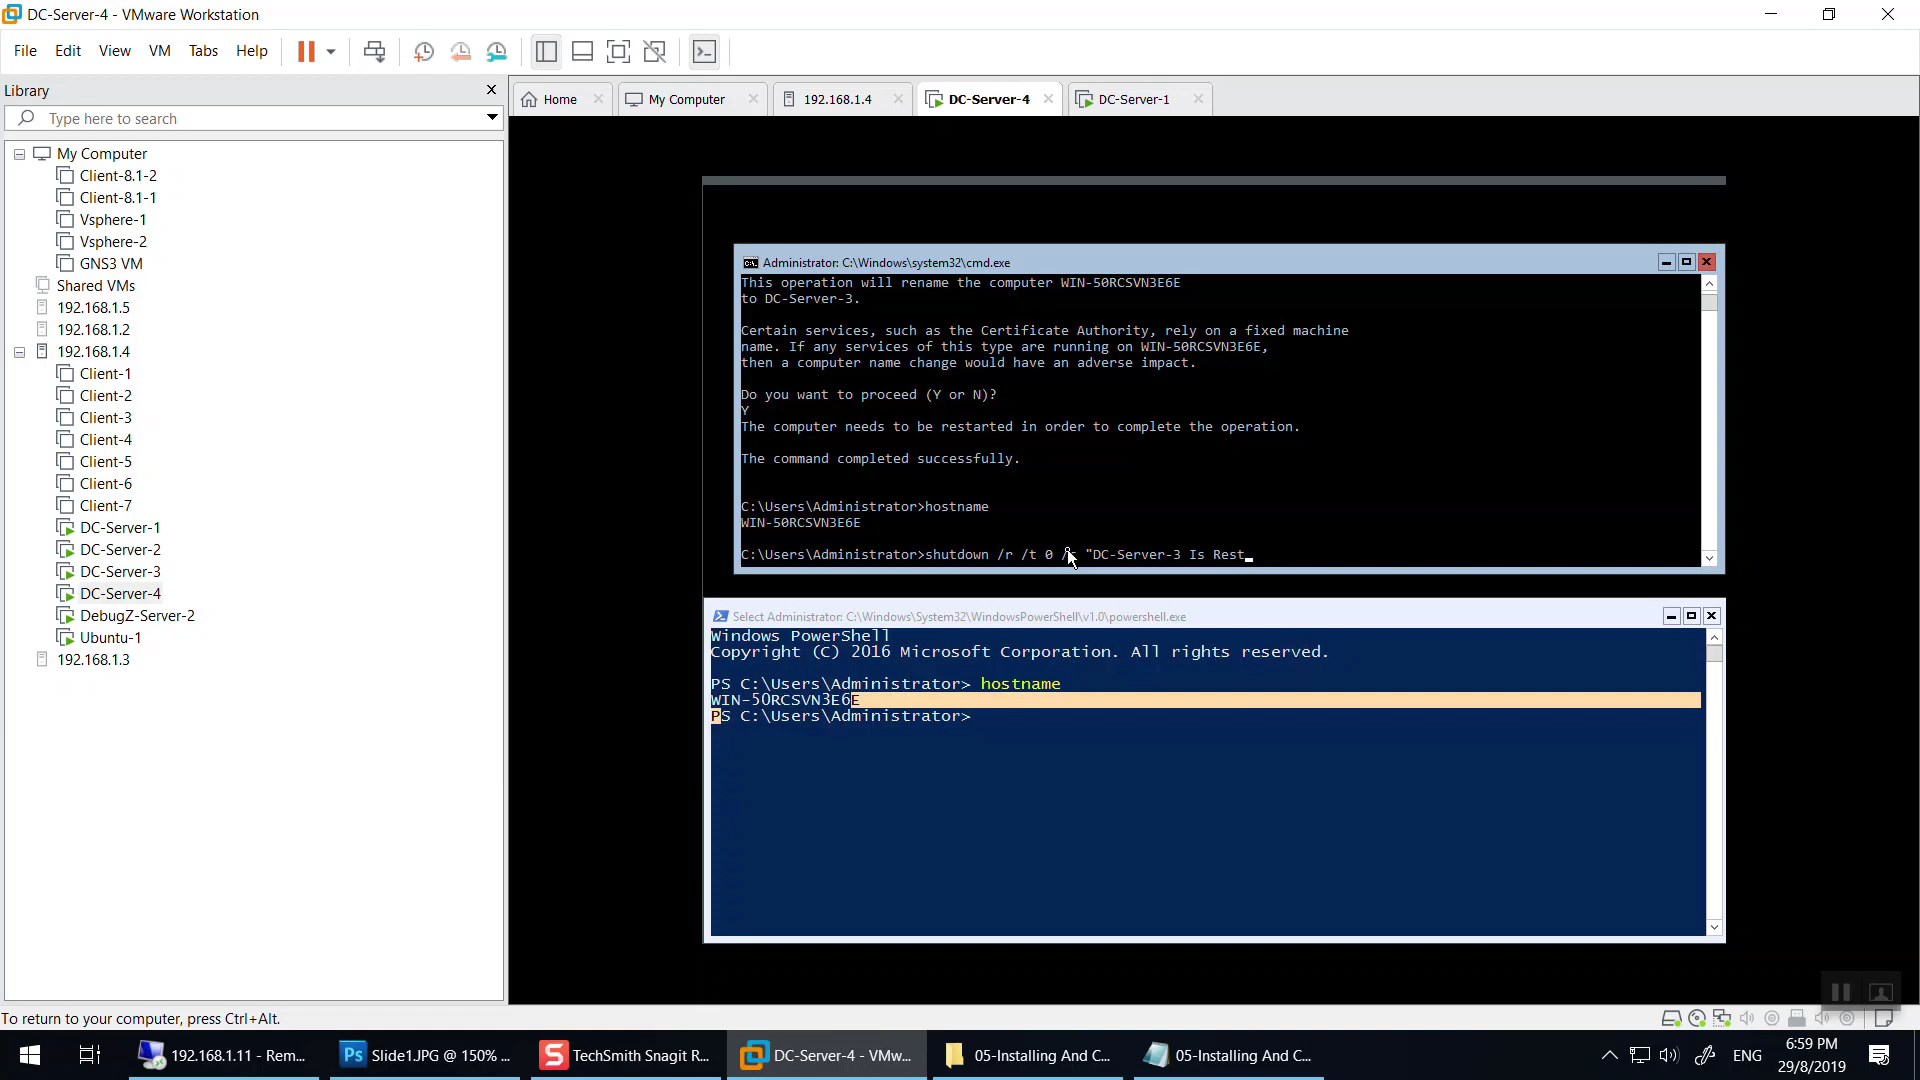 DC-Server-4 - VMware Workstation
File Edit View VM Tabs Help
Library
Type here to search
My Computer
Client-8.1-2
Client-8.1-1
Vsphere-1
Vsphere-2
GNS3 VM
Shared VMs
192.168.1.5
192.168.1.2
192.168.1.4
Client-1
Client-2
Client-3
Client-4
Client-5
Client-6
Client-7
DC-Server-1
DC-Server-2
DC-Server-3
DC-Server-4
DebugZ-Server-2
Ubuntu-1
192.168.1.3
Home My Computer 192.168.1.4 DC-Server-4 DC-Server-1
Administrator: C:\Windows\system32\cmd.exe
This operation will rename the computer WIN-50RCSVN3E6E
to DC-Server-3.
Certain services, such as the Certificate Authority, rely on a fixed machine
name. If any services of this type are running on WIN-50RCSVN3E6E,
then a computer name change would have an adverse impact.
Do you want to proceed (Y or N)?
Y
The computer needs to be restarted in order to complete the operation.
The command completed successfully.
C:\Users\Administrator>hostname
WIN-50RCSVN3E6E
C:\Users\Administrator>shutdown /r /t 0 "DC-Server-3 Is Rest
Select Administrator: C:\Windows\System32\WindowsPowerShell\v1.0\powershell.exe
Windows PowerShell
Copyright (C) 2016 Microsoft Corporation. All rights reserved.
PS C:\Users\Administrator> hostname
WIN-50RCSVN3E6E
PS C:\Users\Administrator>
To return to your computer, press Ctrl+Alt.
192.168.1.11 - Rem...
Slide1.JPG @ 150% ...
TechSmith Snagit R...
DC-Server-4 - VMw...
05-Installing And C...
05-Installing And C...
ENG
6:59 PM
29/8/2019